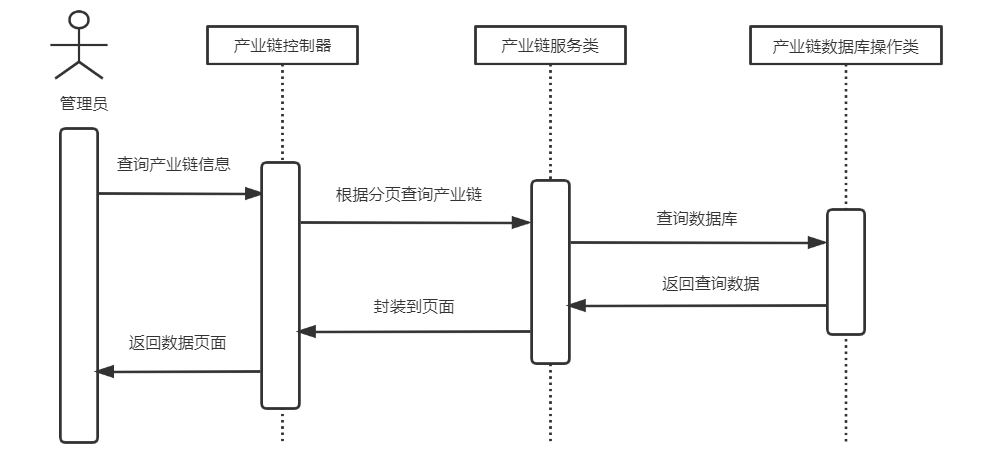 产业链控制器
产业链服务类
产业链数据库操作类
管理员
查询产业链信息
根据分页查询产业链
查询数据库
返回查询数据
封装到页面
返回数据页面